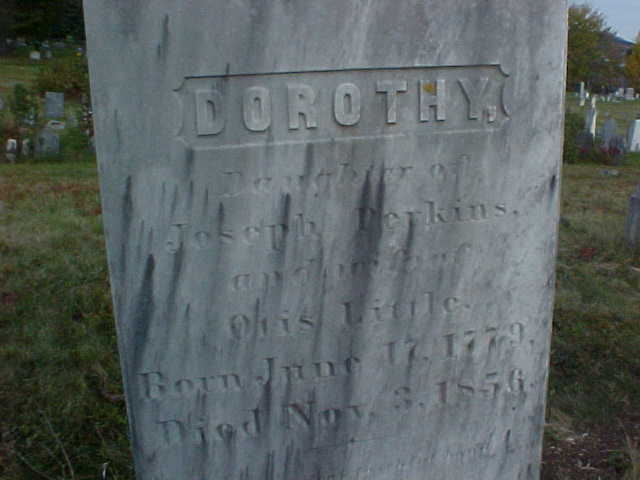 DOROTHY,
Daughter of
Joseph Perkins,
and wife of
Otis Little,
Born June 17, 1779,
Died Nov. 3, 1856.